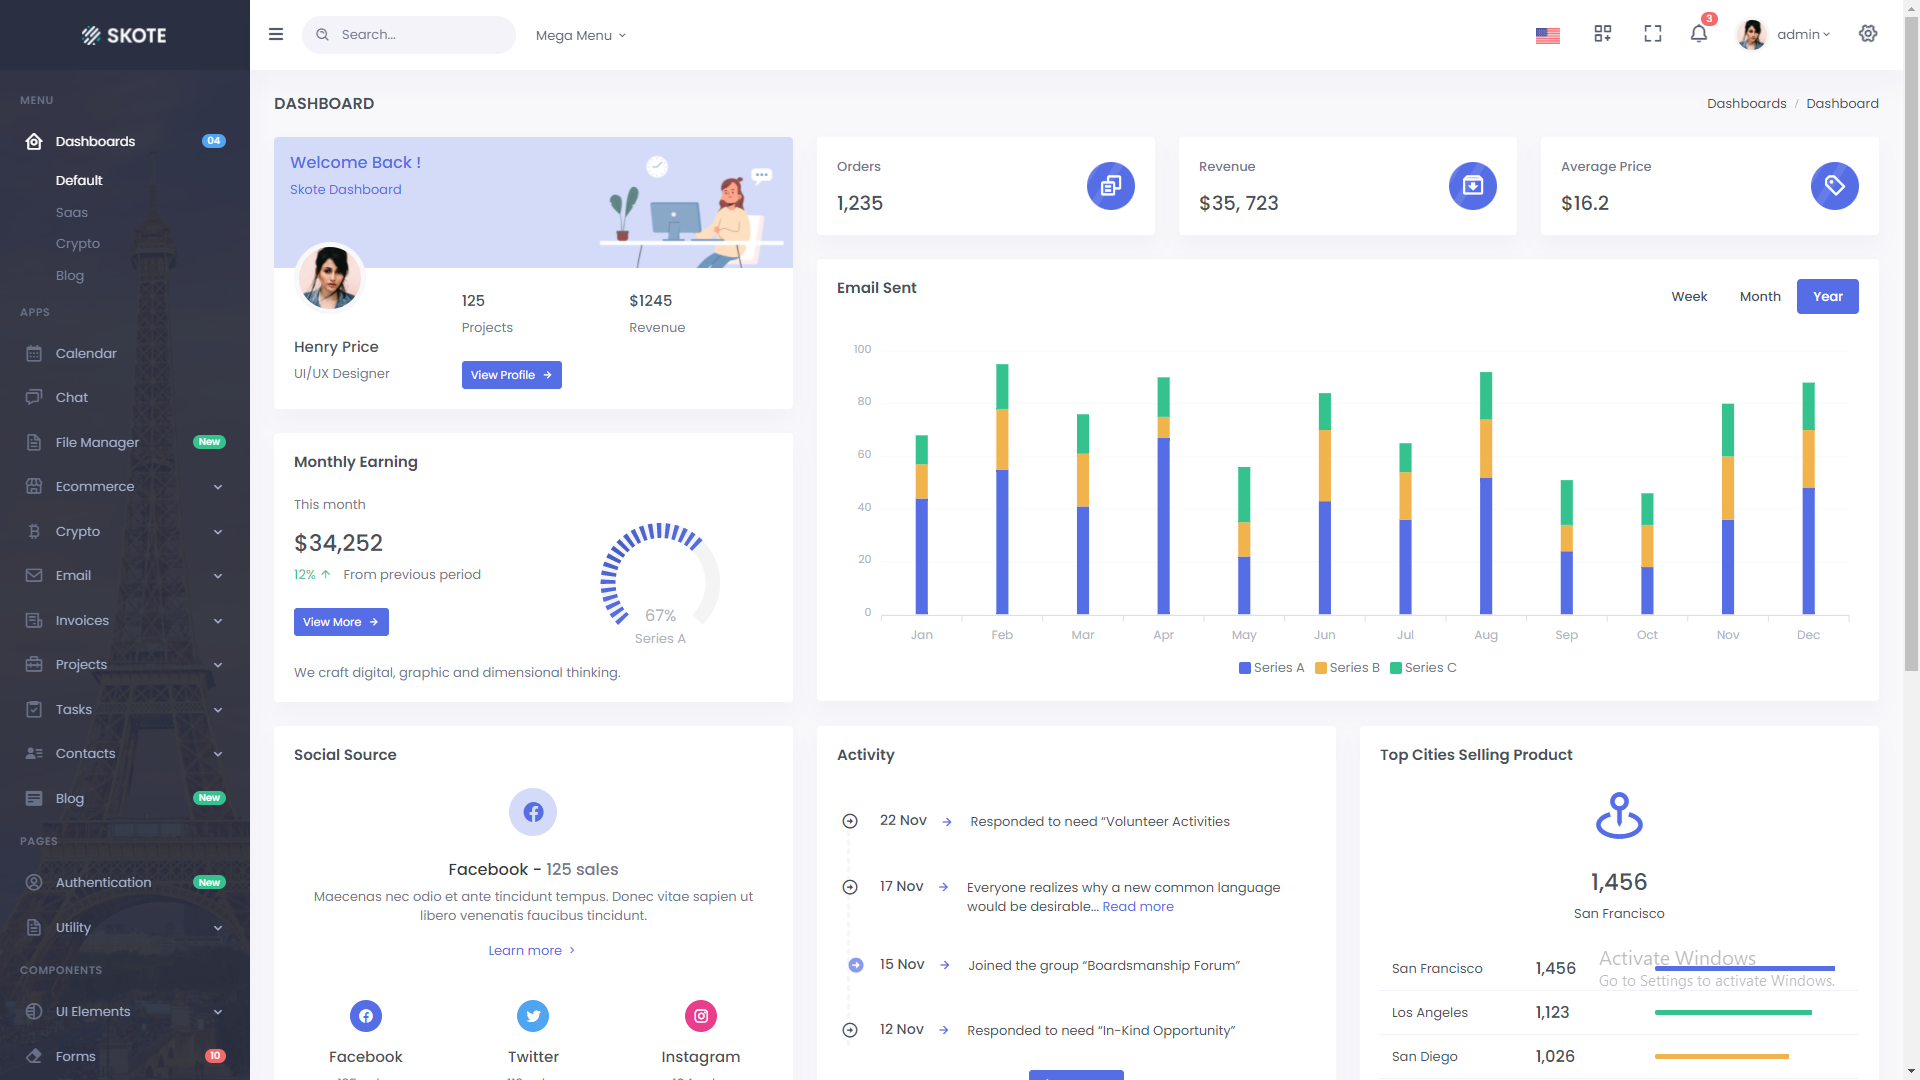 SKOTE
Search...
Mega Menu
3
admin
MENU
Dashboards
04
Default
Saas
Crypto
Blog
APPS
Calendar
Chat
File Manager
New
Ecommerce
Crypto
Email
Invoices
Projects
Tasks
Contacts
Blog
New
PAGES
Authentication
New
Utility
COMPONENTS
UI Elements
Forms
10
DASHBOARD
Dashboards / Dashboard
Welcome Back !
Skote Dashboard
125
$1245
Projects
Revenue
Henry Price
UI/UX Designer
View Profile
Orders
1,235
Revenue
$35, 723
Average Price
$16.2
Monthly Earning
This month
$34,252
12%
From previous period
View More
67%
Series A
We craft digital, graphic and dimensional thinking.
Email Sent
Week
Month
Year
100
80
60
40
20
0
Jan
Feb
Mar
Apr
May
Jun
Jul
Aug
Sep
Oct
Nov
Dec
Series A
Series B
Series C
Social Source
Facebook - 125 sales
Maecenas nec odio et ante tincidunt tempus. Donec vitae sapien ut
libero venenatis faucibus tincidunt.
Learn more
Facebook
Twitter
Instagram
Activity
22 Nov
Responded to need “Volunteer Activities
17 Nov
Everyone realizes why a new common language
would be desirable... Read more
15 Nov
Joined the group “Boardsmanship Forum”
12 Nov
Responded to need “In-Kind Opportunity”
Top Cities Selling Product
1,456
San Francisco
San Francisco
1,456
Los Angeles
1,123
San Diego
1,026
Activate Windows
Go to Settings to activate Windows.